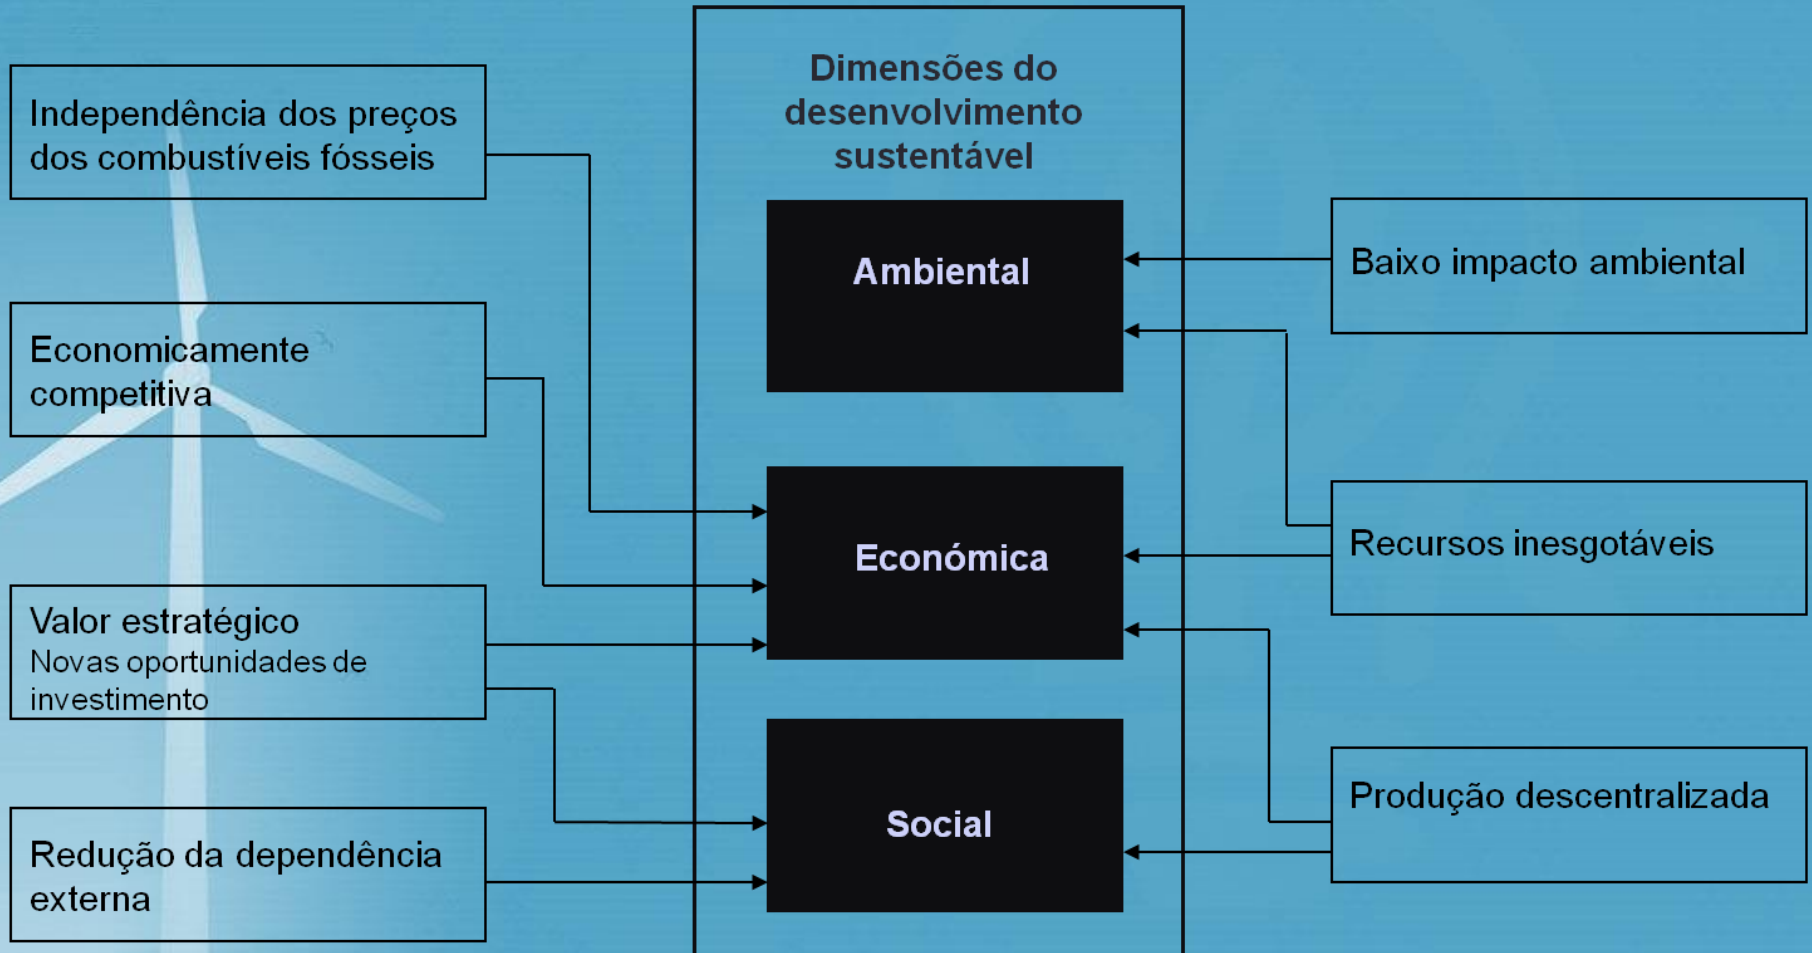 Dimensões do
desenvolvimento
sustentável
Independência dos preços
dos combustíveis fósseis
Economicamente
competitiva
Valor estratégico
Novas oportunidades de
investimento
Redução da dependência
externa
Ambiental
Económica
Social
Baixo impacto ambiental
Recursos inesgotáveis
Produção descentralizada